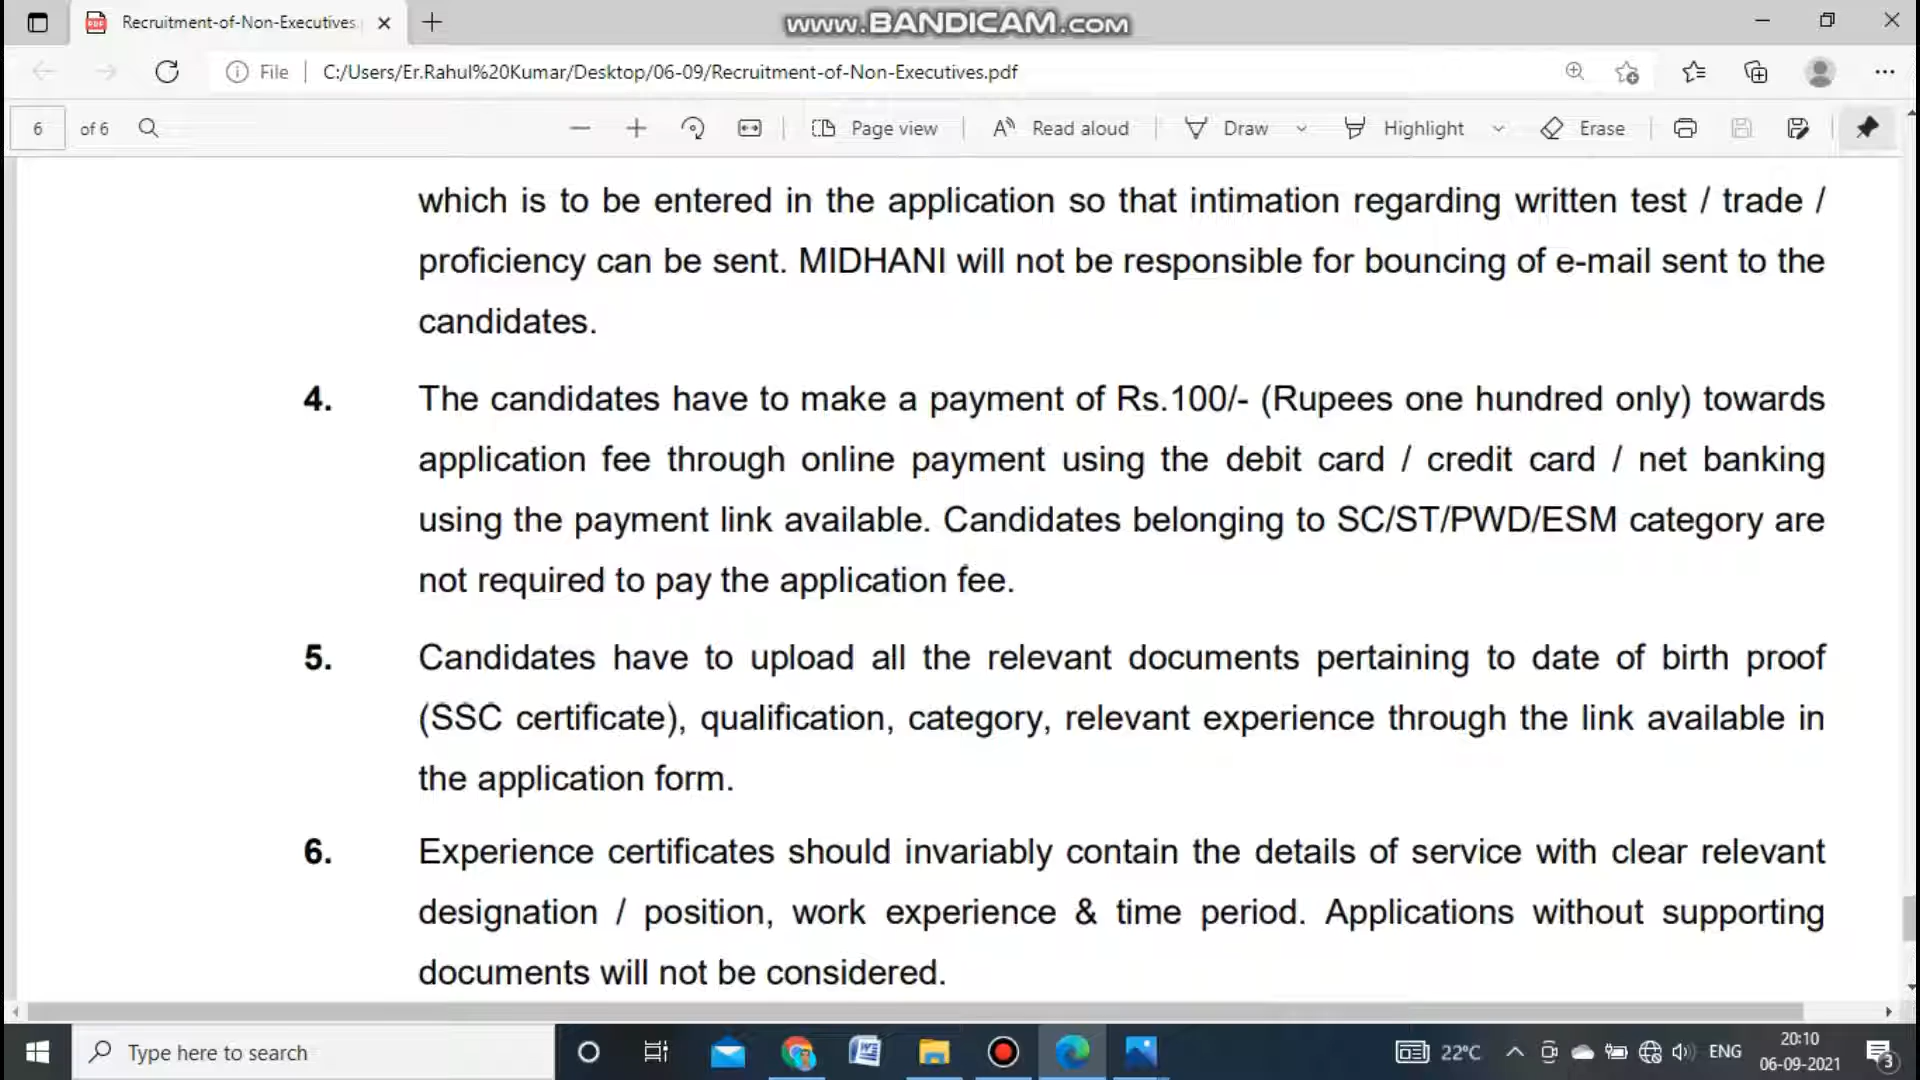 Recruitment-of-Non-Executives
www.BANDICAM.com
File
C:/Users/Er.Rahul%20Kumar/Desktop/06-09/Recruitment-of-Non-Executives.pdf
6 of 6
Page view
Read aloud
Draw
Highlight
Erase
which is to be entered in the application so that intimation regarding written test / trade /
proficiency can be sent. MIDHANI will not be responsible for bouncing of e-mail sent to the
candidates.
4. The candidates have to make a payment of Rs.100/- (Rupees one hundred only) towards
application fee through online payment using the debit card / credit card / net banking
using the payment link available. Candidates belonging to SC/ST/PWD/ESM category are
not required to pay the application fee.
5. Candidates have to upload all the relevant documents pertaining to date of birth proof
(SSC certificate), qualification, category, relevant experience through the link available in
the application form.
6. Experience certificates should invariably contain the details of service with clear relevant
designation / position, work experience & time period. Applications without supporting
documents will not be considered.
Type here to search
22°C
ENG
20:10
06-09-2021
3